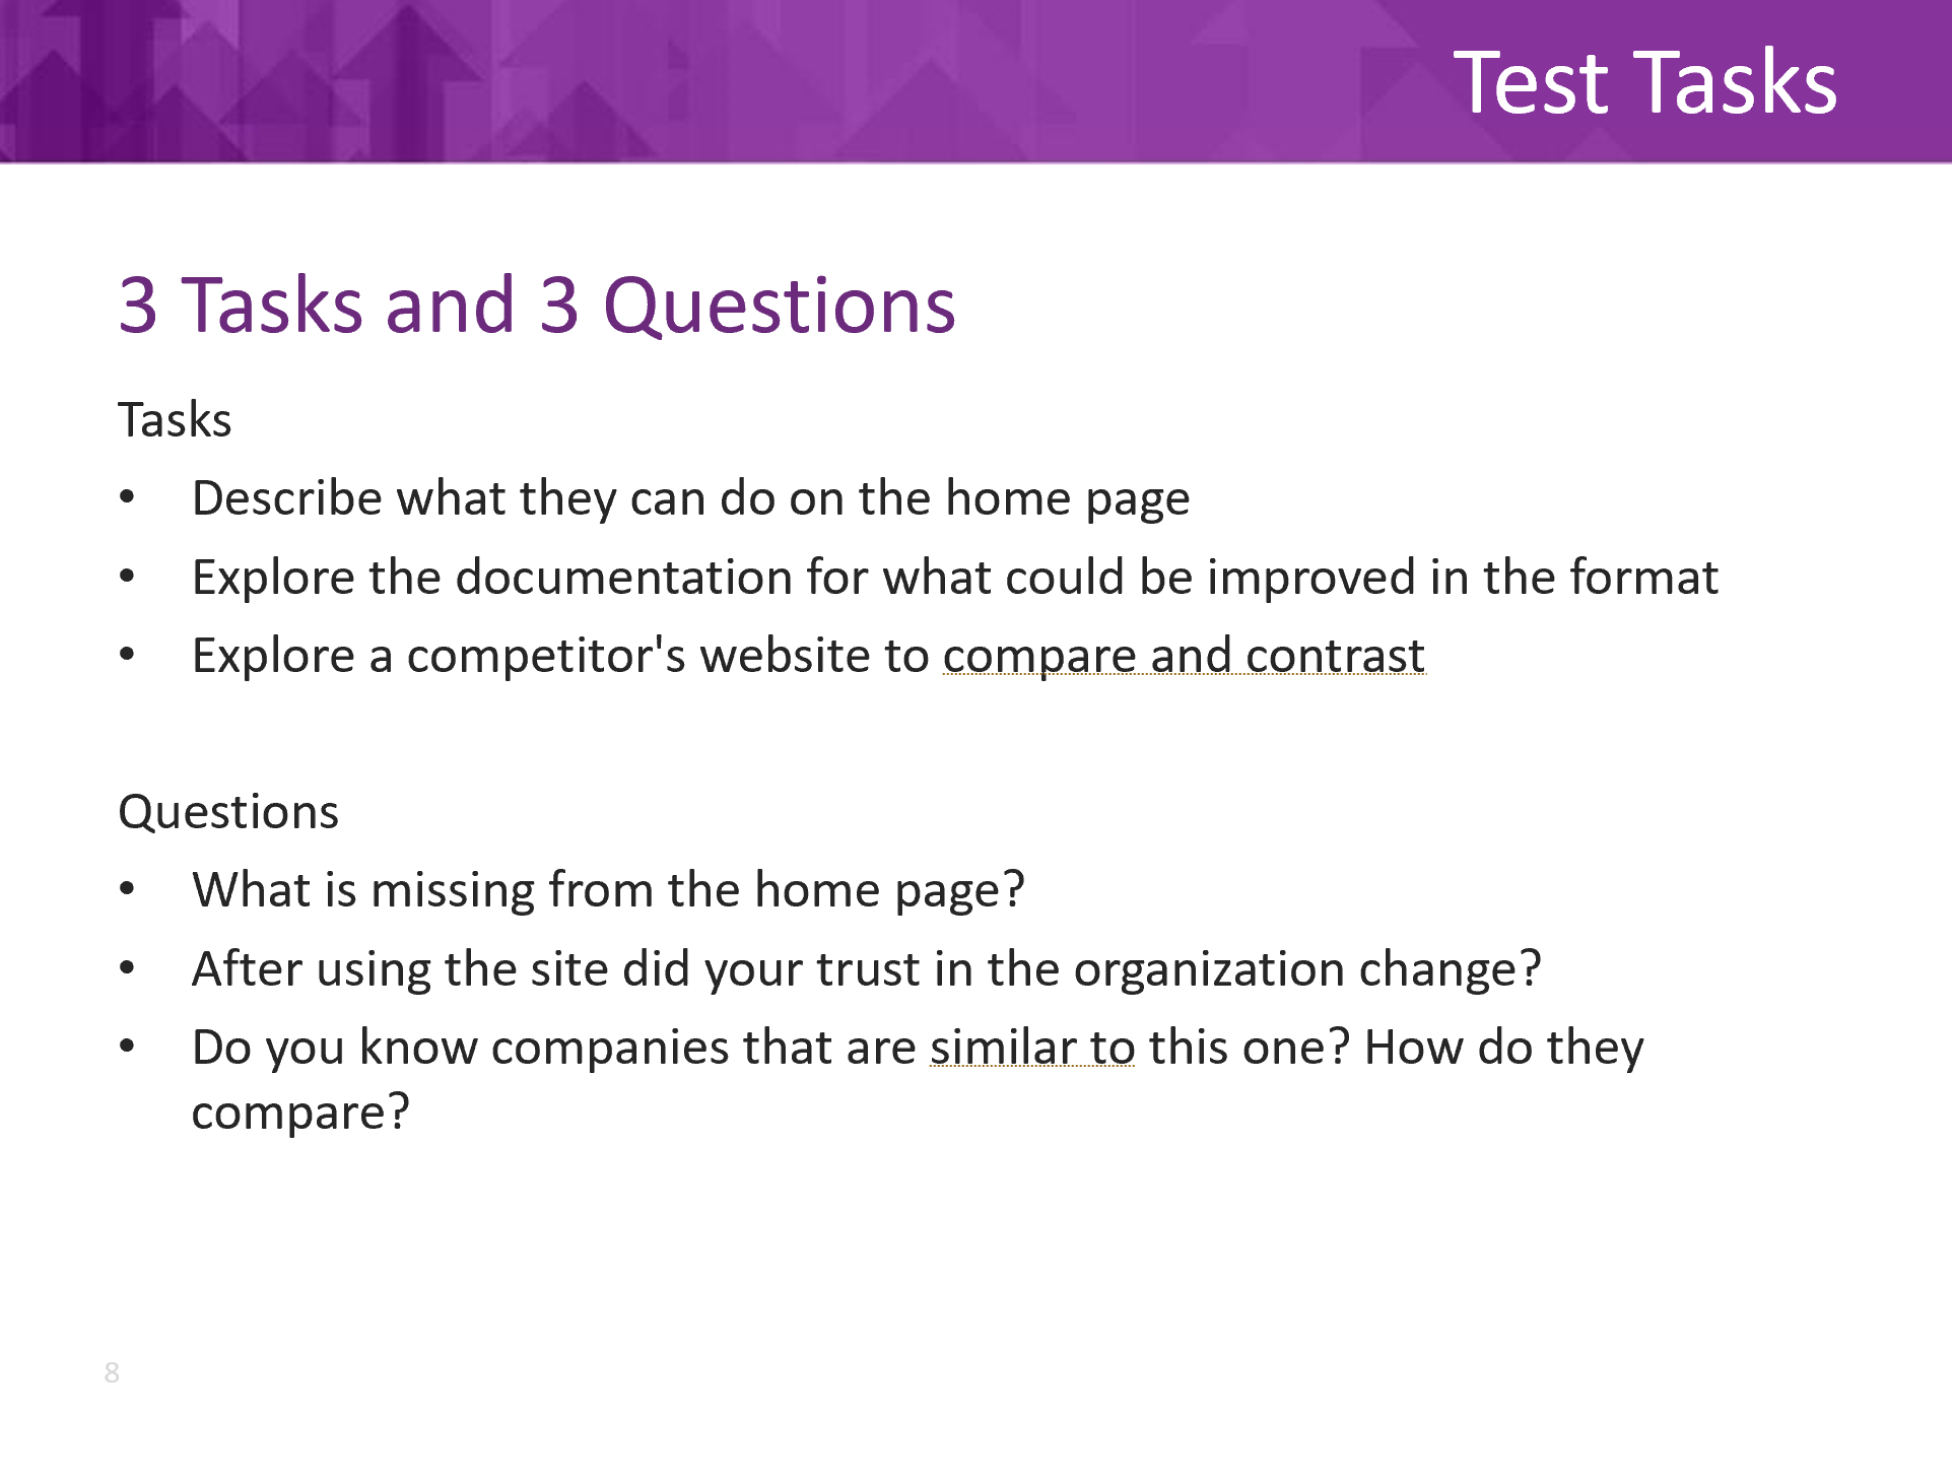 Test Tasks
3 Tasks and 3 Questions
Tasks
• Describe what they can do on the home page
• Explore the documentation for what could be improved in the format
• Explore a competitor's website to compare and contrast
Questions
• What is missing from the home page?
• After using the site did your trust in the organization change?
• Do you know companies that are similar to this one? How do they
compare?
8